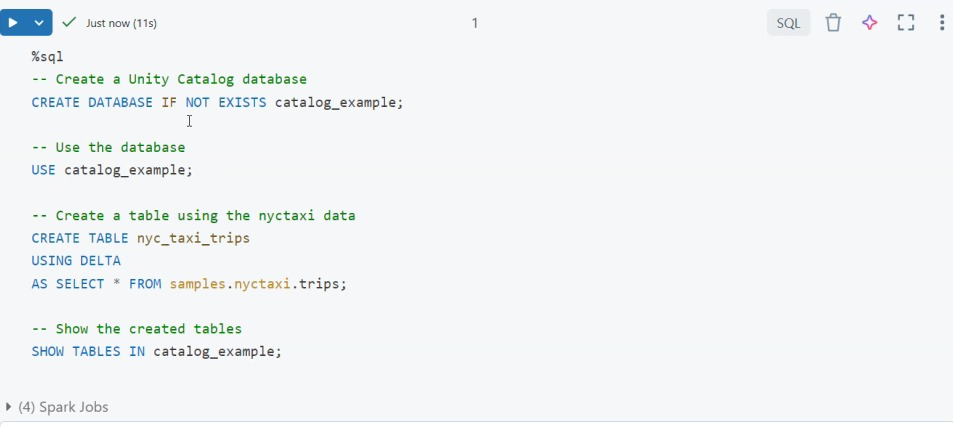 Just now (11s)
1
SQL
%sql
-- Create a Unity Catalog database
CREATE DATABASE IF NOT EXISTS catalog_example;
-- Use the database
USE catalog_example;
-- Create a table using the nyctaxi data
CREATE TABLE nyc_taxi_trips
USING DELTA
AS SELECT * FROM samples.nyctaxi.trips;
-- Show the created tables
SHOW TABLES IN catalog_example;
(4) Spark Jobs